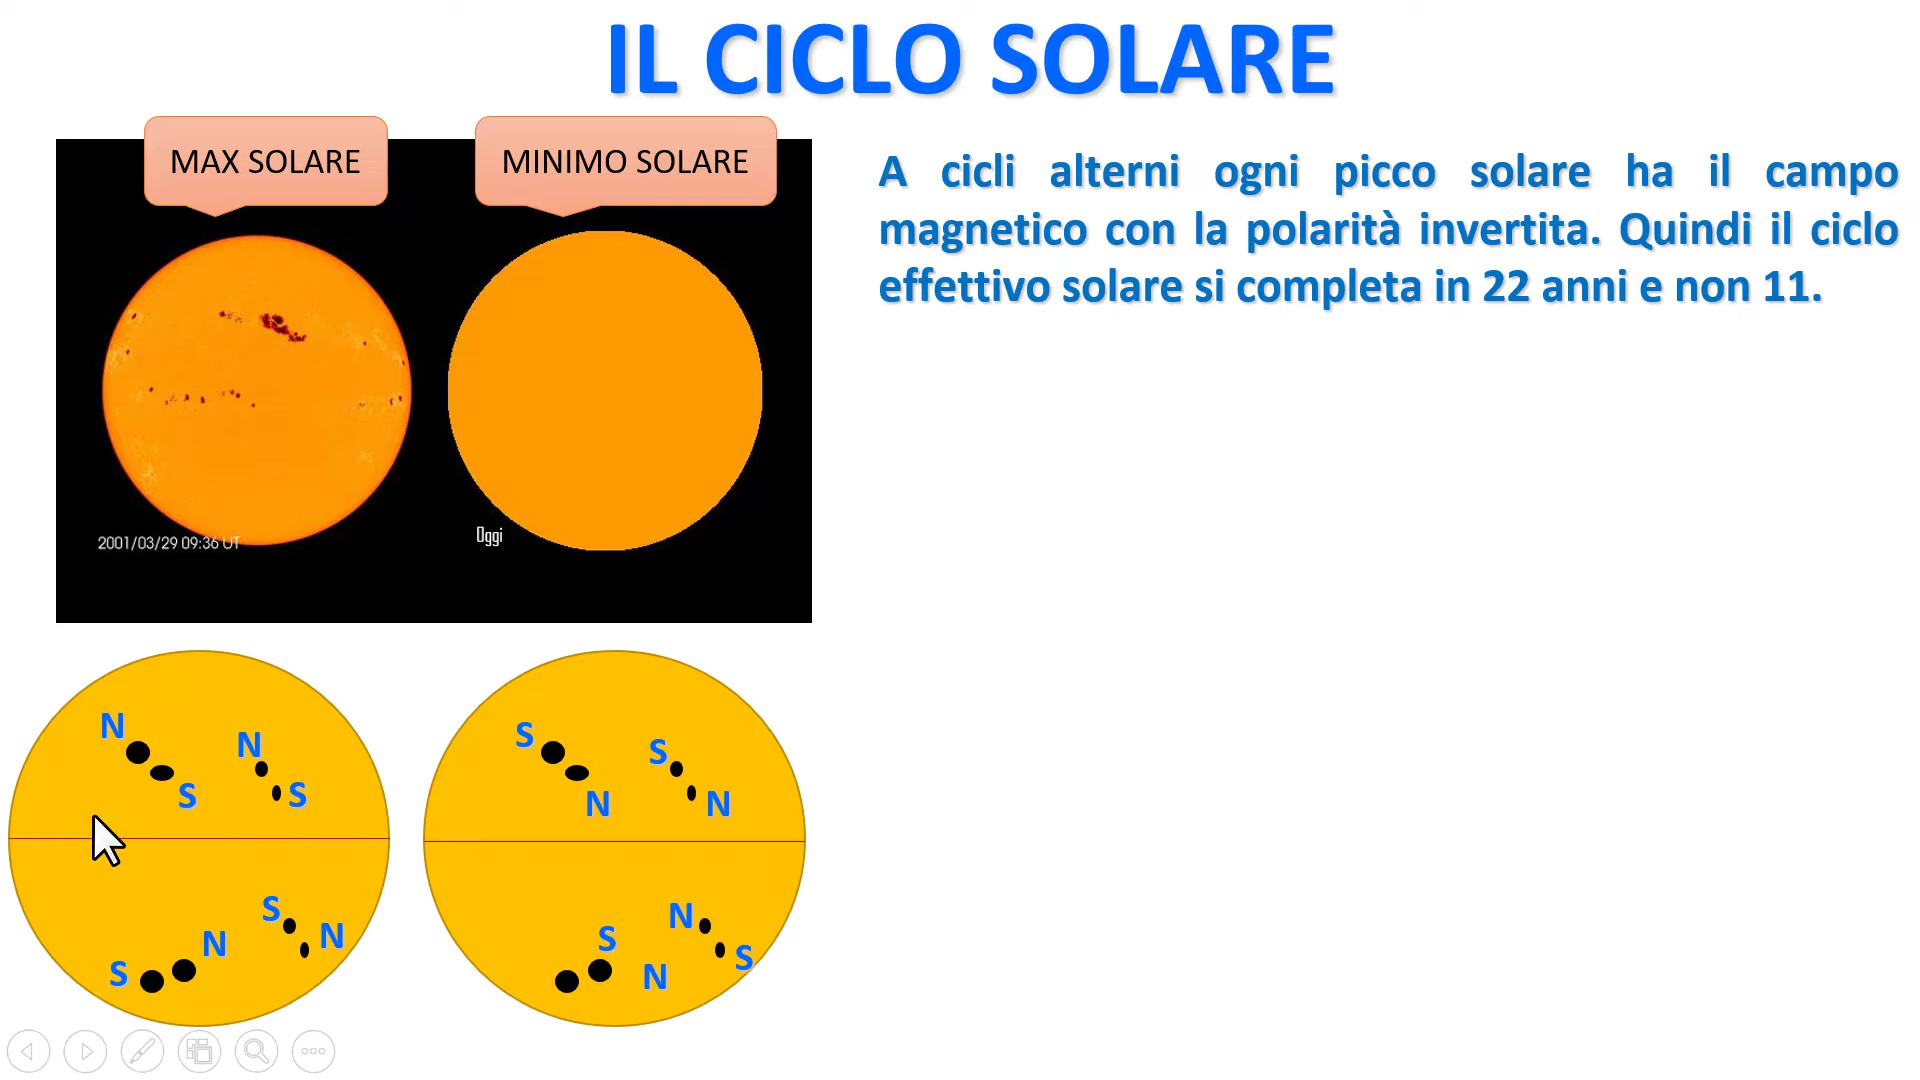 IL CICLO SOLARE
MAX SOLARE
MINIMO SOLARE
A cicli alterni ogni picco solare ha il campo
magnetico con la polarità invertita. Quindi il ciclo
effettivo solare si completa in 22 anni e non 11.
2001/03/29 09:36 UT
Oggi
N
S
N
S
S
N
S
N
S
N
S
N
S
N
N
S